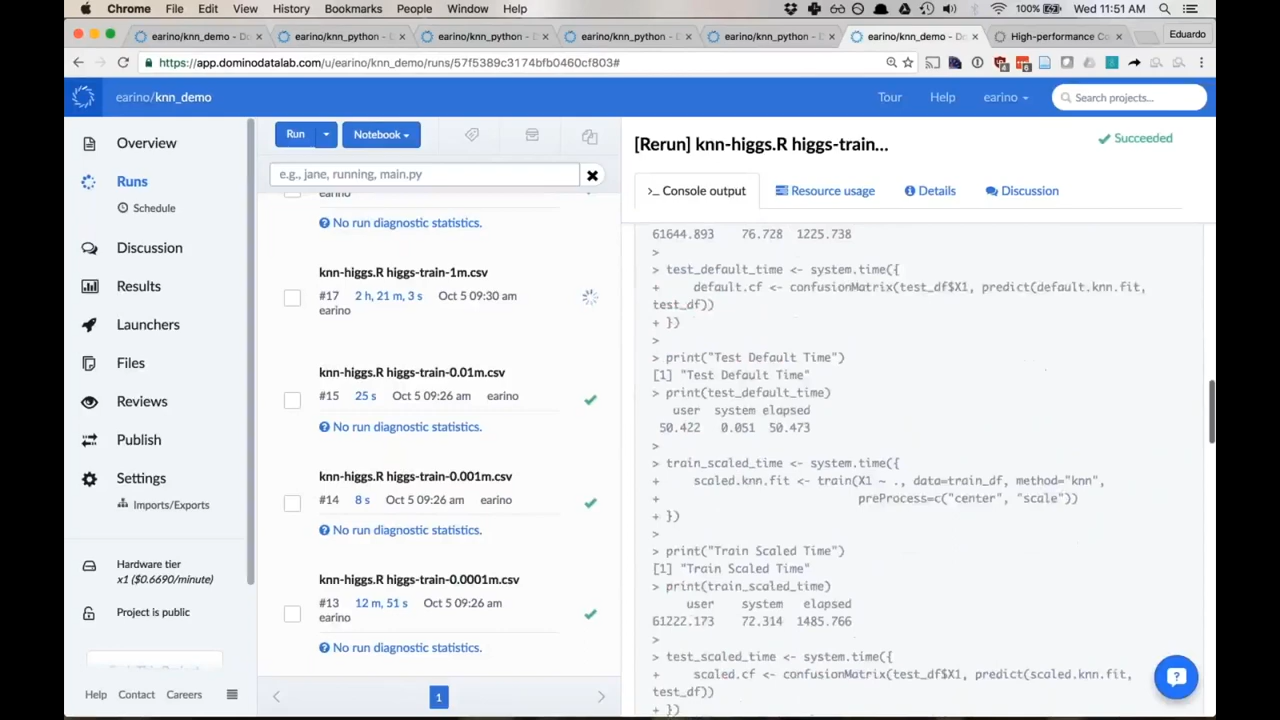 Chrome File Edit View History Bookmarks People Window Help 100% Wed 11:51 AM
earino/knn_demo - Do
earino/knn_python - D
earino/knn_python - D
earino/knn_python - D
earino/knn_python - D
earino/knn_demo - Do
High-performance Co
Eduardo
https://app.dominodatalab.com/u/earino/knn_demo/runs/57f5389c3174bfb0460cf803#
earino/knn_demo
Tour
Help
earino
Search projects...
Overview
Runs
Schedule
Discussion
Results
Launchers
Files
Reviews
Publish
Settings
Imports/Exports
Hardware tier
x1 ($0.6690/minute)
Project is public
Help Contact Careers
Run
Notebook
e.g., jane, running, main.py
earino
No run diagnostic statistics.
knn-higgs.R higgs-train-1m.csv
#17 2 h, 21 m, 3 s Oct 5 09:30 am
earino
knn-higgs.R higgs-train-0.01m.csv
#15 25 s Oct 5 09:26 am earino
No run diagnostic statistics.
knn-higgs.R higgs-train-0.001m.csv
#14 8 s Oct 5 09:26 am earino
No run diagnostic statistics.
knn-higgs.R higgs-train-0.0001m.csv
#13 12 m, 51 s Oct 5 09:26 am
earino
No run diagnostic statistics.
1
[Rerun] knn-higgs.R higgs-train...
Succeeded
>_ Console output
Resource usage
Details
Discussion
61644.893 76.728 1225.738
>
> test_default_time <- system.time({
+ default.cf <- confusionMatrix(test_df$X1, predict(default.knn.fit,
test_df))
+ })
>
> print("Test Default Time")
[1] "Test Default Time"
> print(test_default_time)
user system elapsed
50.422 0.051 50.473
>
> train_scaled_time <- system.time({
+ scaled.knn.fit <- train(X1 ~ ., data=train_df, method="knn",
+ preProcess=c("center", "scale"))
+ })
>
> print("Train Scaled Time")
[1] "Train Scaled Time"
> print(train_scaled_time)
user system elapsed
61222.173 72.314 1485.766
>
> test_scaled_time <- system.time({
+ scaled.cf <- confusionMatrix(test_df$X1, predict(scaled.knn.fit,
test_df))
+ })